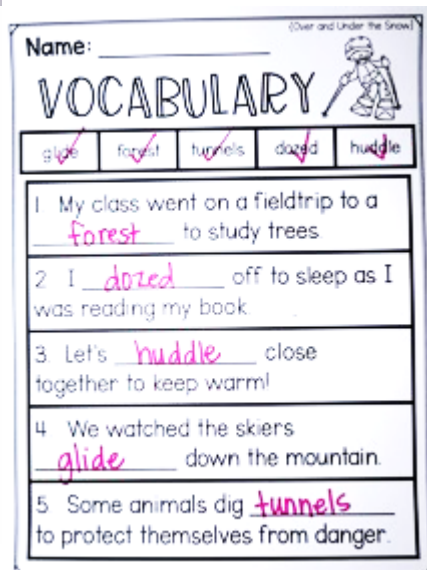 (Over and Under the Snow)
Name:
VOCABULARY
glide forest tunnels dozed huddle
1 My class went on a fieldtrip to a
forest to study trees.
2 I dozed off to sleep as I
was reading my book.
3. Let's huddle close
together to keep warm!
4 We watched the skiers
glide down the mountain.
5 Some animals dig tunnels
to protect themselves from danger.